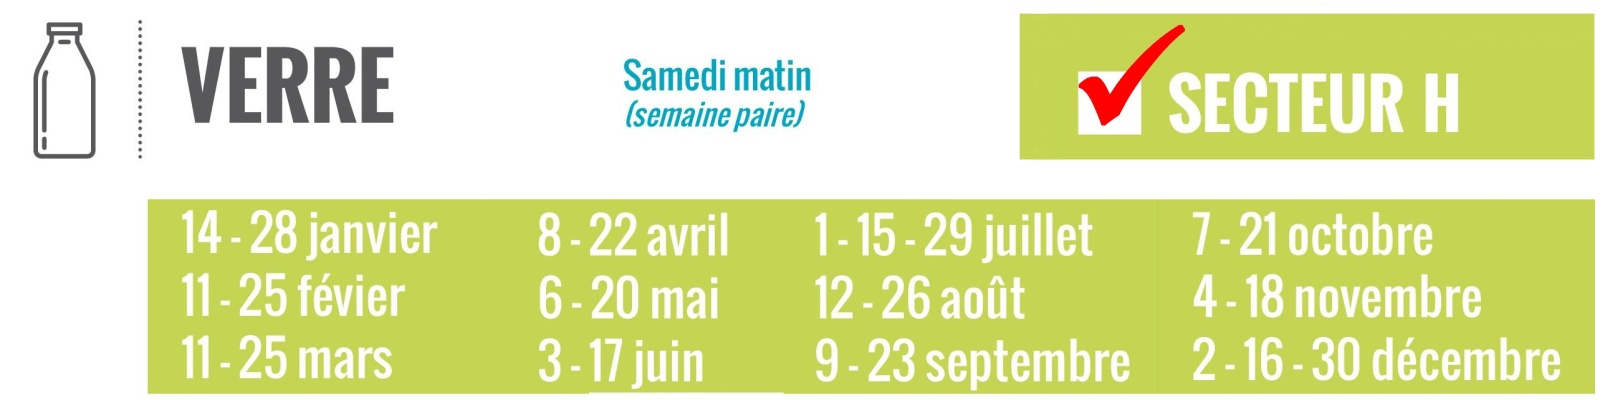 VERRE
Samedi matin
(semaine paire)
SECTEUR H
14 - 28 janvier
11 - 25 févier
11 - 25 mars
8 - 22 avril
6 - 20 mai
3 - 17 juin
1 - 15 - 29 juillet
12 - 26 août
9 - 23 septembre
7 - 21 octobre
4 - 18 novembre
2 - 16 - 30 décembre